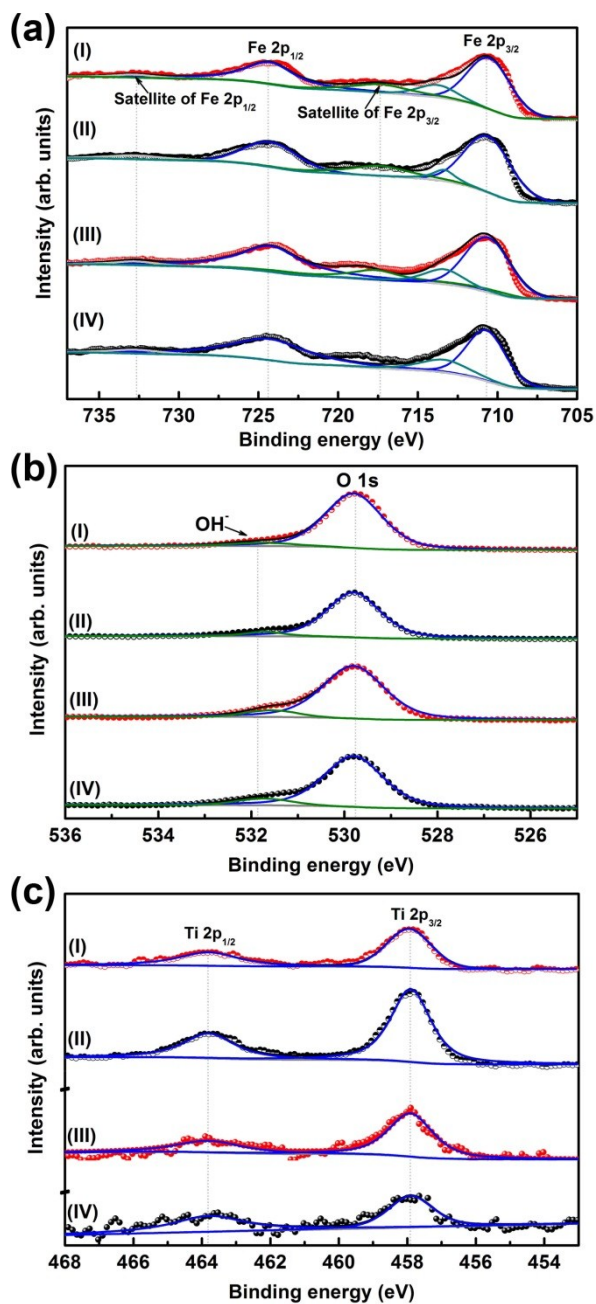 (a)
(I)
Fe 2p1/2
Fe 2p3/2
Satellite of Fe 2p1/2
Satellite of Fe 2p3/2
(II)
(III)
(IV)
Intensity (arb. units)
735 730 725 720 715 710 705
Binding energy (eV)
(b)
O 1s
OH-
(I)
(II)
(III)
(IV)
Intensity (arb. units)
536 534 532 530 528 526
Binding energy (eV)
(c)
Ti 2p1/2
Ti 2p3/2
(I)
(II)
(III)
(IV)
Intensity (arb. units)
468 466 464 462 460 458 456 454
Binding energy (eV)